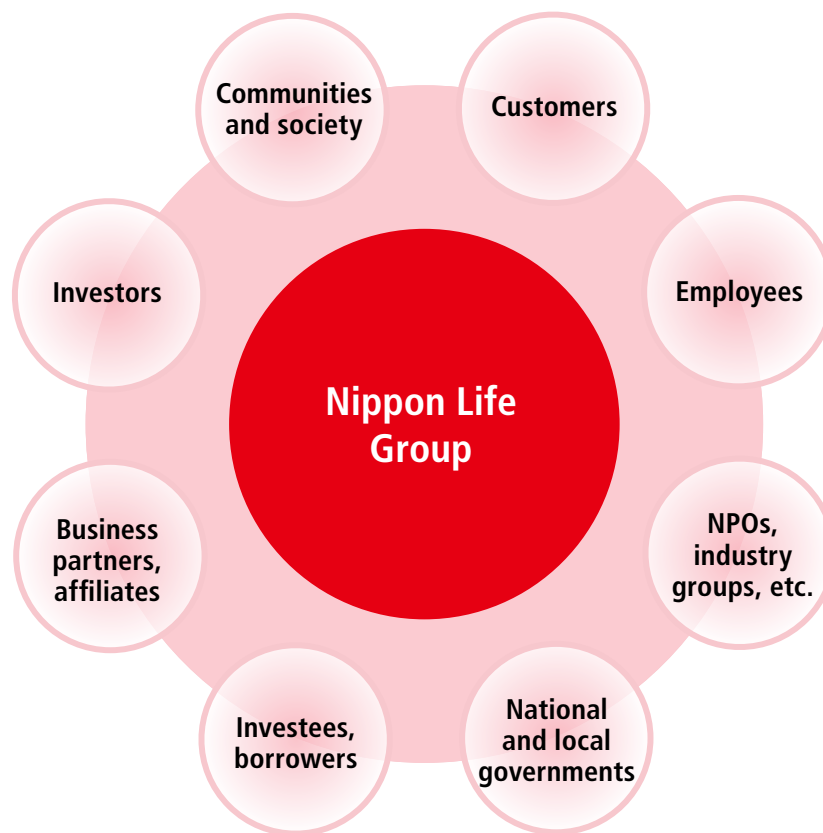 Communities
and society
Customers
Investors
Employees
Nippon Life
Group
Business
partners,
affiliates
NPOs,
industry
groups, etc.
Investees,
borrowers
National
and local
governments